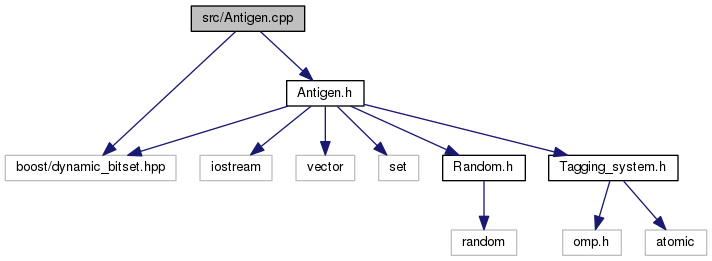 src/Antigen.cpp
Antigen.h
boost/dynamic_bitset.hpp
iostream
vector
set
Random.h
Tagging_system.h
random
omp.h
atomic